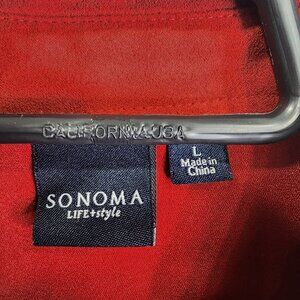 CALIFORNIA USA
SONOMA
LIFE+style
L
Made in
China